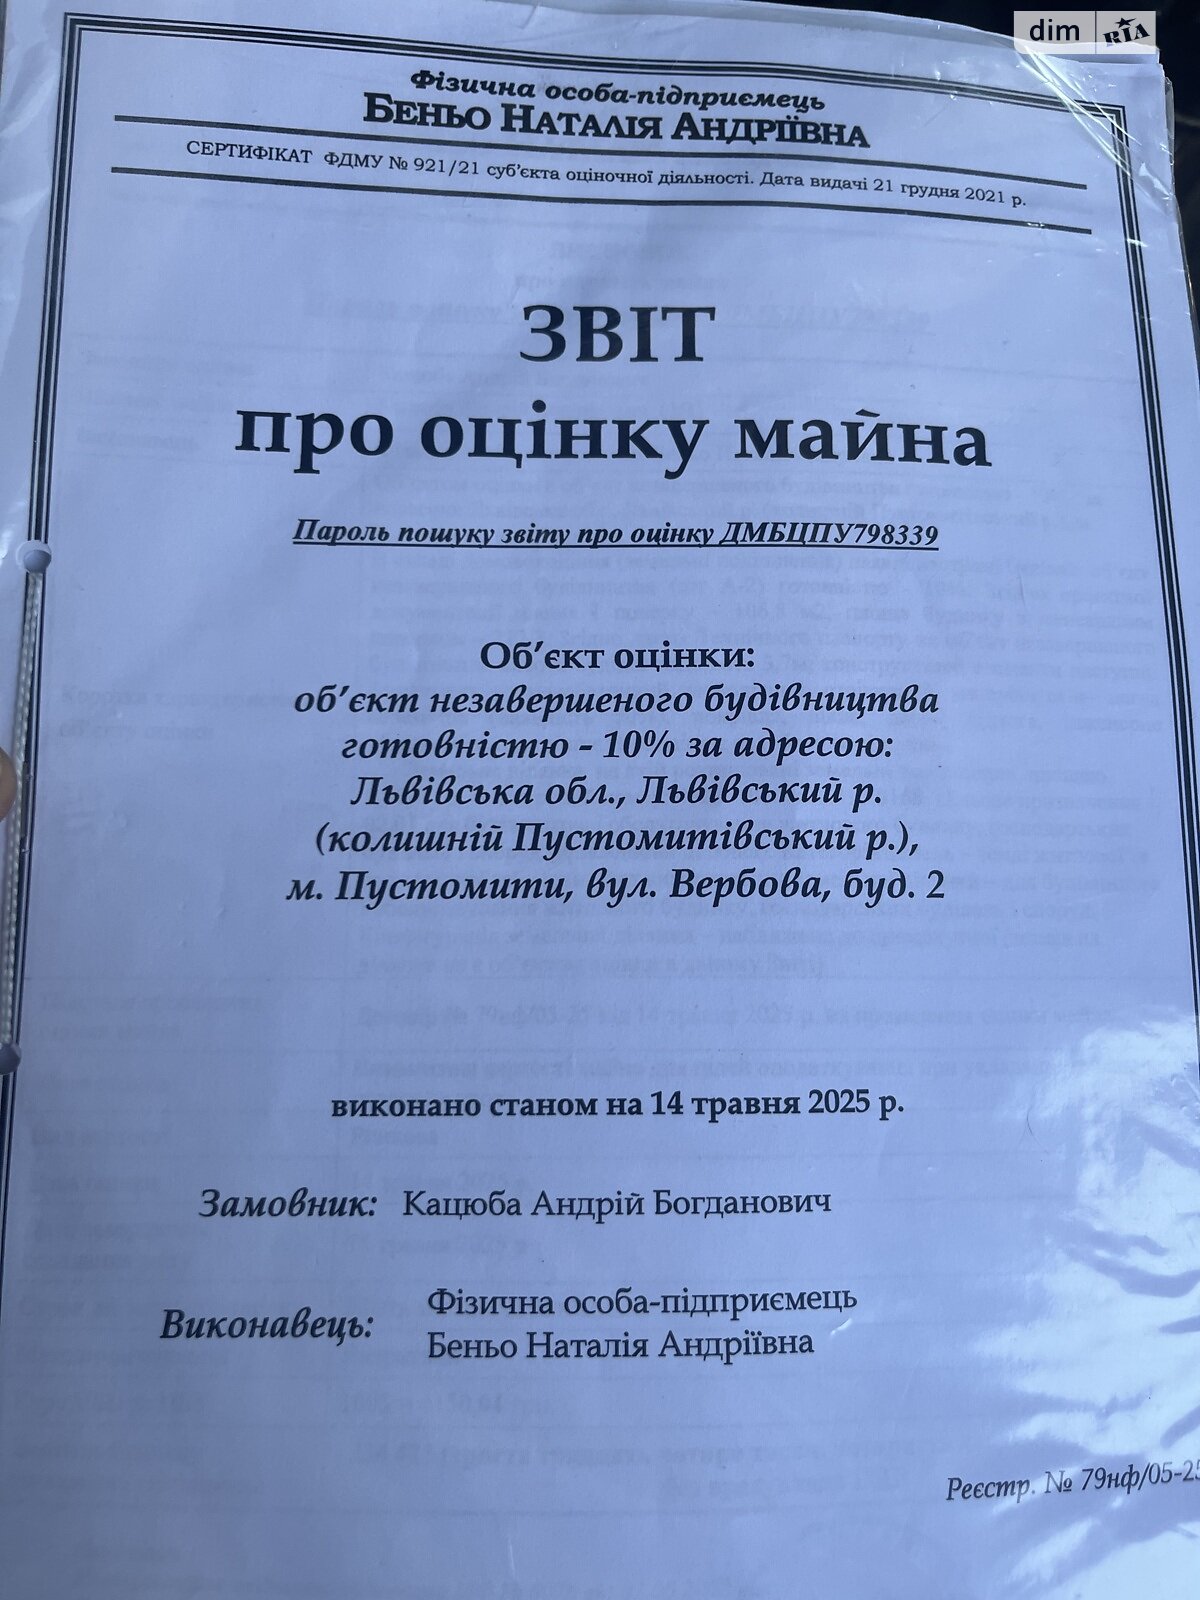 dim RIA
Фізична особа-підприємець
БЕНЬО НАТАЛІЯ АНДРІЇВНА
СЕРТИФІКАТ ФДМУ № 921/21 суб’єкта оціночної діяльності. Дата видачі 21 грудня 2021 р.
ЗВІТ
про оцінку майна
Пароль пошуку звіту про оцінку ДМБЦПУ798339
Об’єкт оцінки:
об’єкт незавершеного будівництва
готовністю - 10% за адресою:
Львівська обл., Львівський р.
(колишній Пустомитівський р.),
м. Пустомити, вул. Вербова, буд. 2
виконано станом на 14 травня 2025 р.
Замовник: Кацюба Андрій Богданович
Виконавець: Фізична особа-підприємець
Беньо Наталія Андріївна
Реєстр. № 79нф/05-25